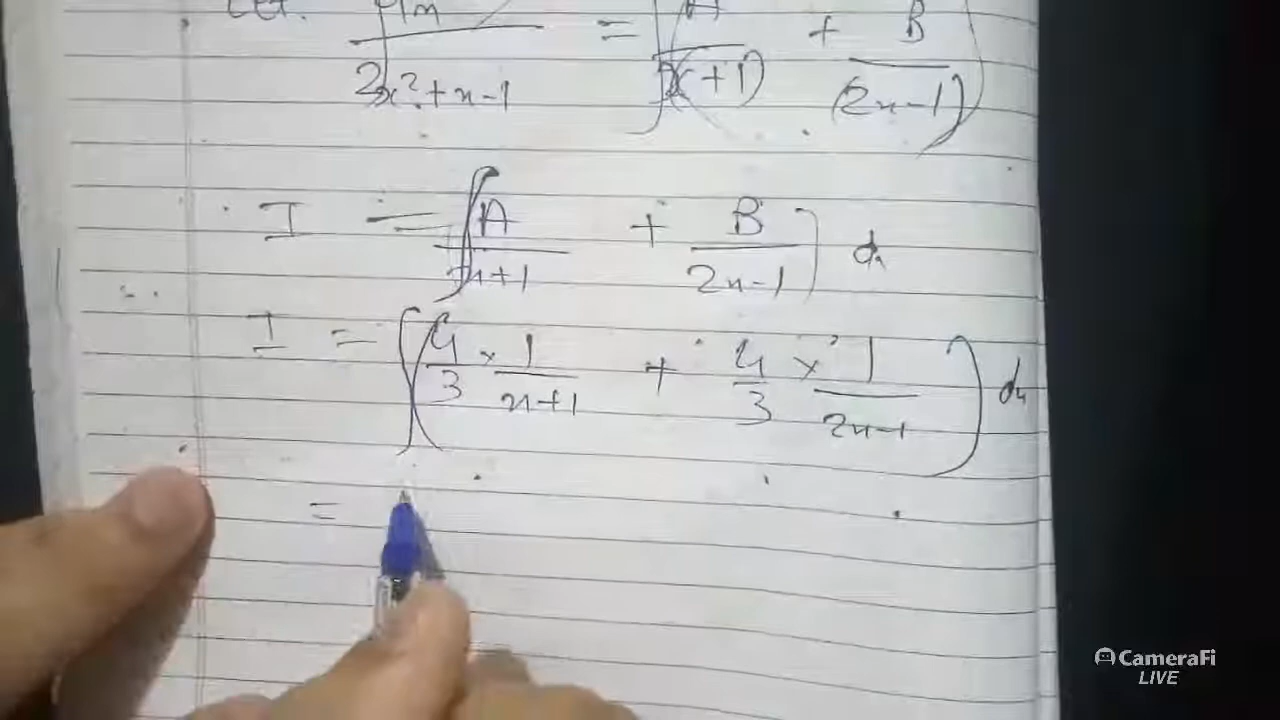 Let.
2x²+x-1 = (x+1) + B/(2x-1)
I = ∫ A/x+1 + B/2x-1) dx
I = ∫(4/3 × 1/x+1 + 4/3 × 1/2x-1) dx
=
CameraFi
LIVE